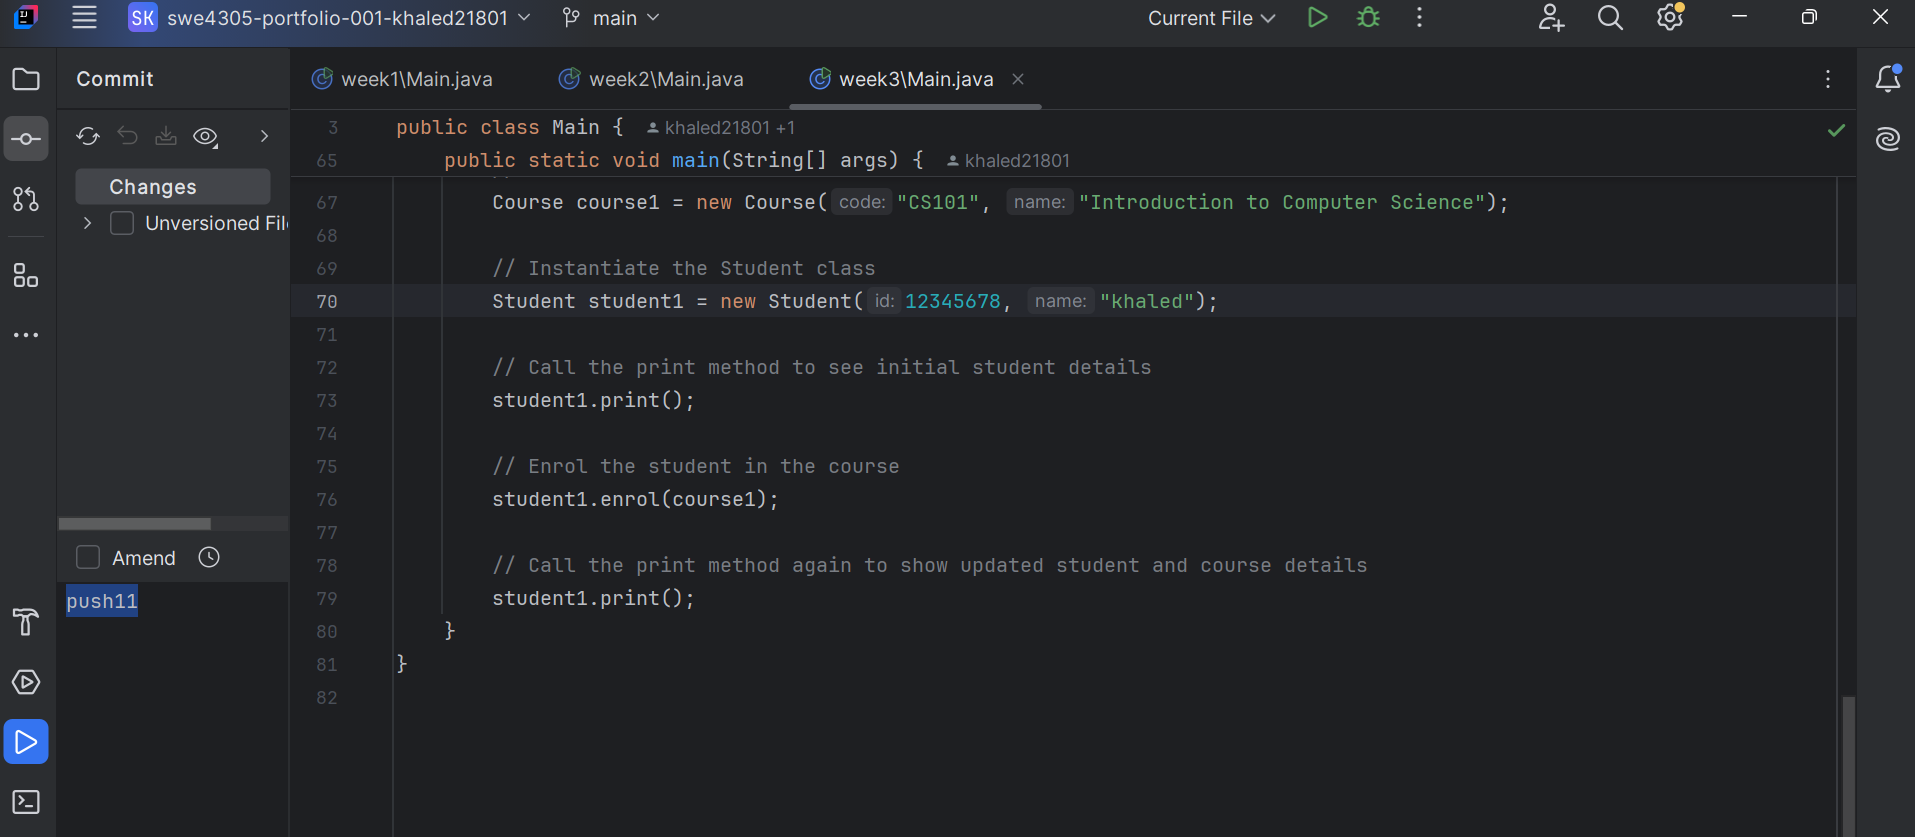 SK swe4305-portfolio-001-khaled21801 main Current File
Commit
week1\Main.java week2\Main.java week3\Main.java
3 public class Main { khaled21801 +1
65 public static void main(String[] args) { khaled21801
Changes
Unversioned Fil
67 Course course1 = new Course( code: "CS101", name: "Introduction to Computer Science");
68
69 // Instantiate the Student class
70 Student student1 = new Student( id: 12345678, name: "khaled");
71
72 // Call the print method to see initial student details
73 student1.print();
74
75 // Enrol the student in the course
76 student1.enrol(course1);
77
78 // Call the print method again to show updated student and course details
79 student1.print();
80 }
81 }
82
Amend
push11